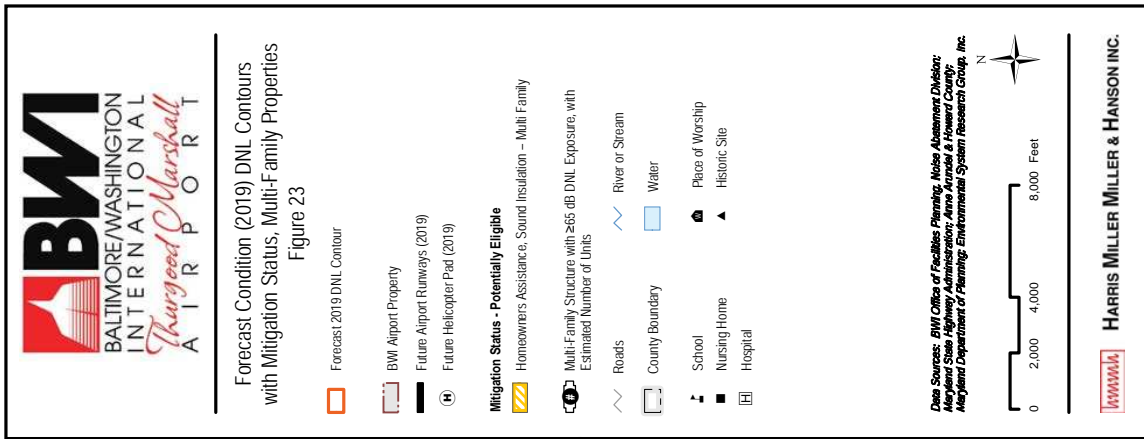 BWI
BALTIMORE/WASHINGTON
INTERNATIONAL
Thurgood Marshall
AIRPORT
Forecast Condition (2019) DNL Contours
with Mitigation Status, Multi-Family Properties
Figure 23
Forecast 2019 DNL Contour
BWI Airport Property
Future Airport Runways (2019)
H Future Helicopter Pad (2019)
Mitigation Status - Potentially Eligible
Homeowners Assistance, Sound Insulation – Multi Family
# Multi-Family Structure with ≥65 dB DNL Exposure, with
Estimated Number of Units
Roads River or Stream
County Boundary Water
School Place of Worship
Nursing Home Historic Site
H Hospital
Data Sources: BWI Office of Facilities Planning, Noise Abatement Division;
Maryland State Highway Administration; Anne Arundel & Howard County;
Maryland Department of Planning; Environmental System Research Group, Inc.
N
0 2,000 4,000 8,000 Feet
HARRIS MILLER MILLER & HANSON INC.